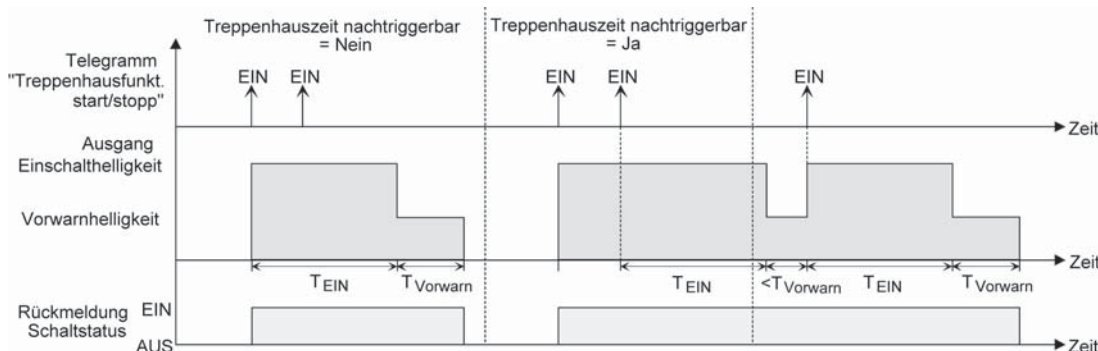 Treppenhauszeit nachtriggerbar
= Nein
Treppenhauszeit nachtriggerbar
= Ja
Telegramm
"Treppenhausfunkt.
start/stopp"
EIN
EIN
EIN
EIN
EIN
Zeit
Ausgang
Einschalthelligkeit
Vorwarnhelligkeit
Zeit
TEIN
TVorwarn
TEIN
<TVorwarn
TEIN
TVorwarn
Rückmeldung
Schaltstatus
EIN
AUS
Zeit